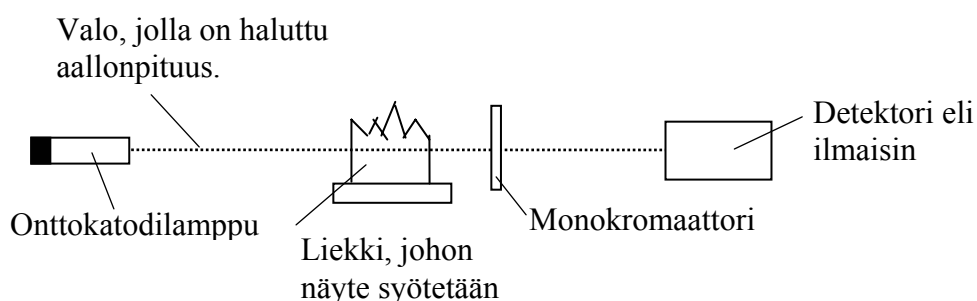 Valo, jolla on haluttu
aallonpituus.
Detektori eli
ilmaisin
Onttokatodilamppu
Monokromaattori
Liekki, johon
näyte syötetään